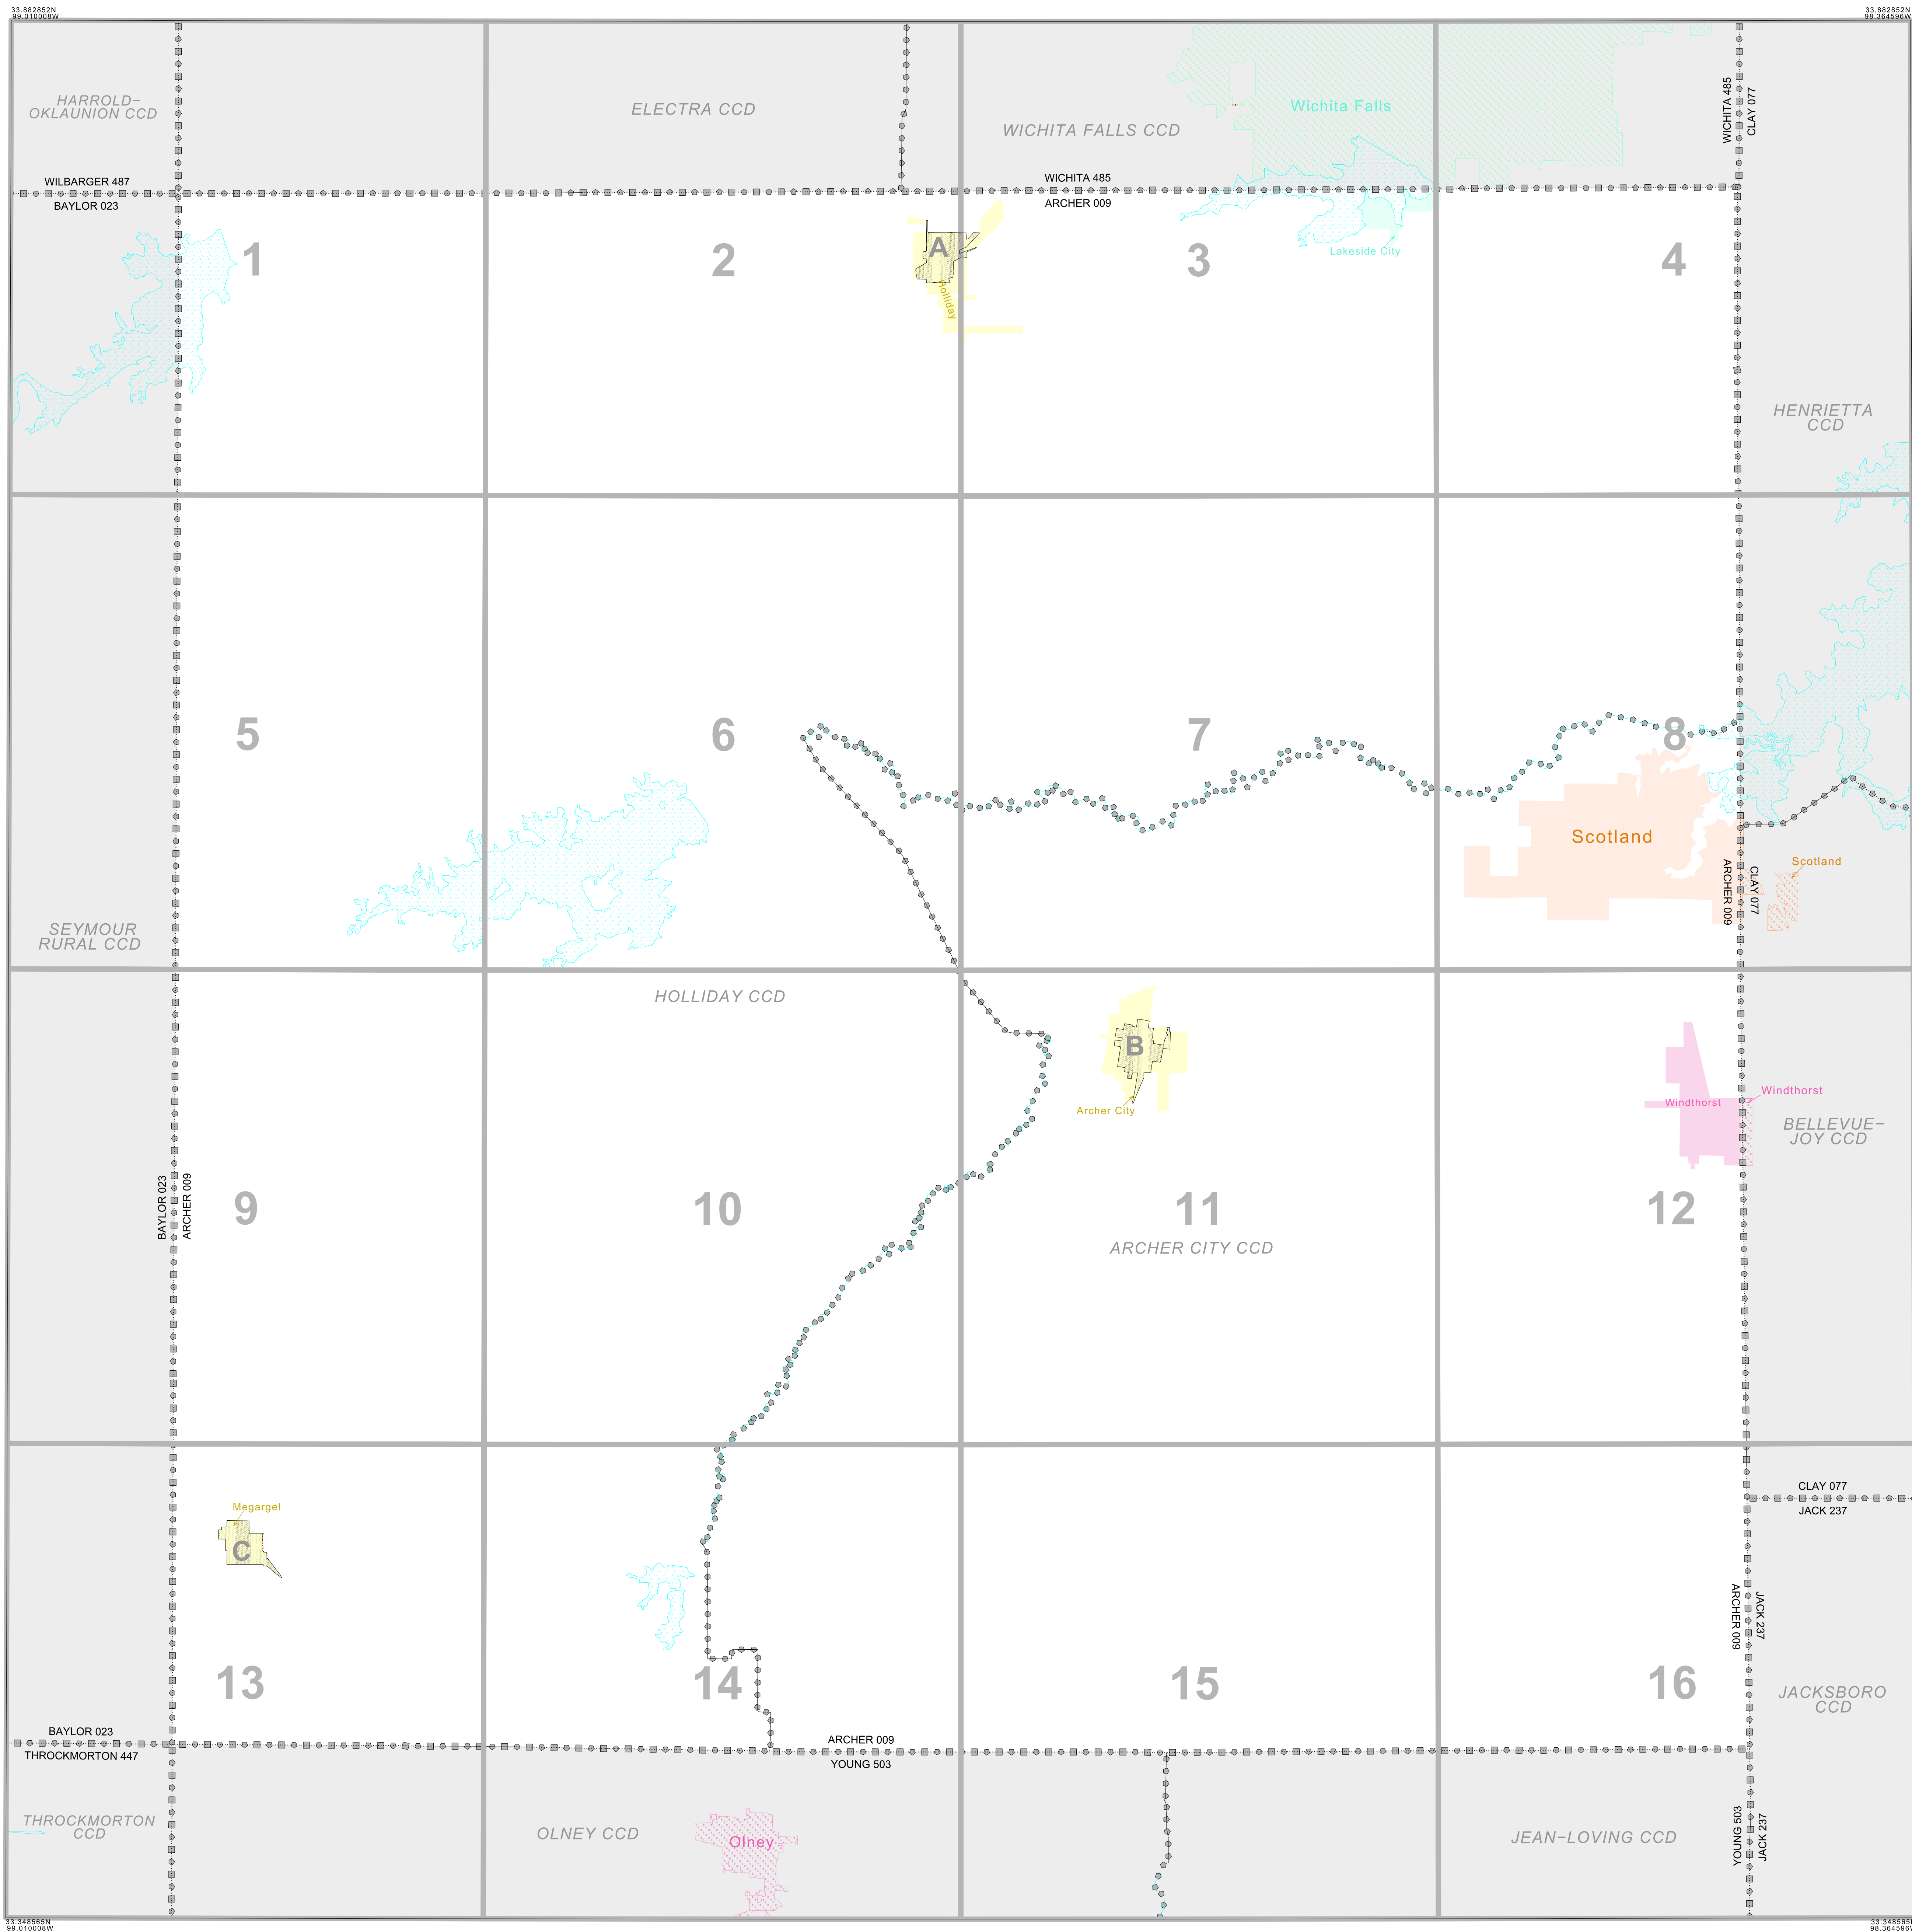 33.882852N
99.010008W
33.882852N
98.364596W
HARROLD-
OKLAUNION CCD
ELECTRA CCD
WICHITA FALLS CCD
Wichita Falls
WICHITA 485
CLAY 077
WILBARGER 487
BAYLOR 023
WICHITA 485
ARCHER 009
1
2
A
Holliday
3
Lakeside City
4
HENRIETTA
CCD
5
6
7
8
Scotland
Scotland
ARCHER 009
CLAY 077
SEYMOUR
RURAL CCD
HOLLIDAY CCD
B
Archer City
Windthorst
Windthorst
BELLEVUE-
JOY CCD
BAYLOR 023
ARCHER 009
9
10
11
12
ARCHER CITY CCD
CLAY 077
JACK 237
Megargel
C
ARCHER 009
JACK 237
13
14
15
16
JACKSBORO
CCD
BAYLOR 023
THROCKMORTON 447
ARCHER 009
YOUNG 503
THROCKMORTON
CCD
OLNEY CCD
Olney
JEAN-LOVING CCD
YOUNG 503
JACK 237
33.348565N
99.010008W
33.348565N
98.364596W